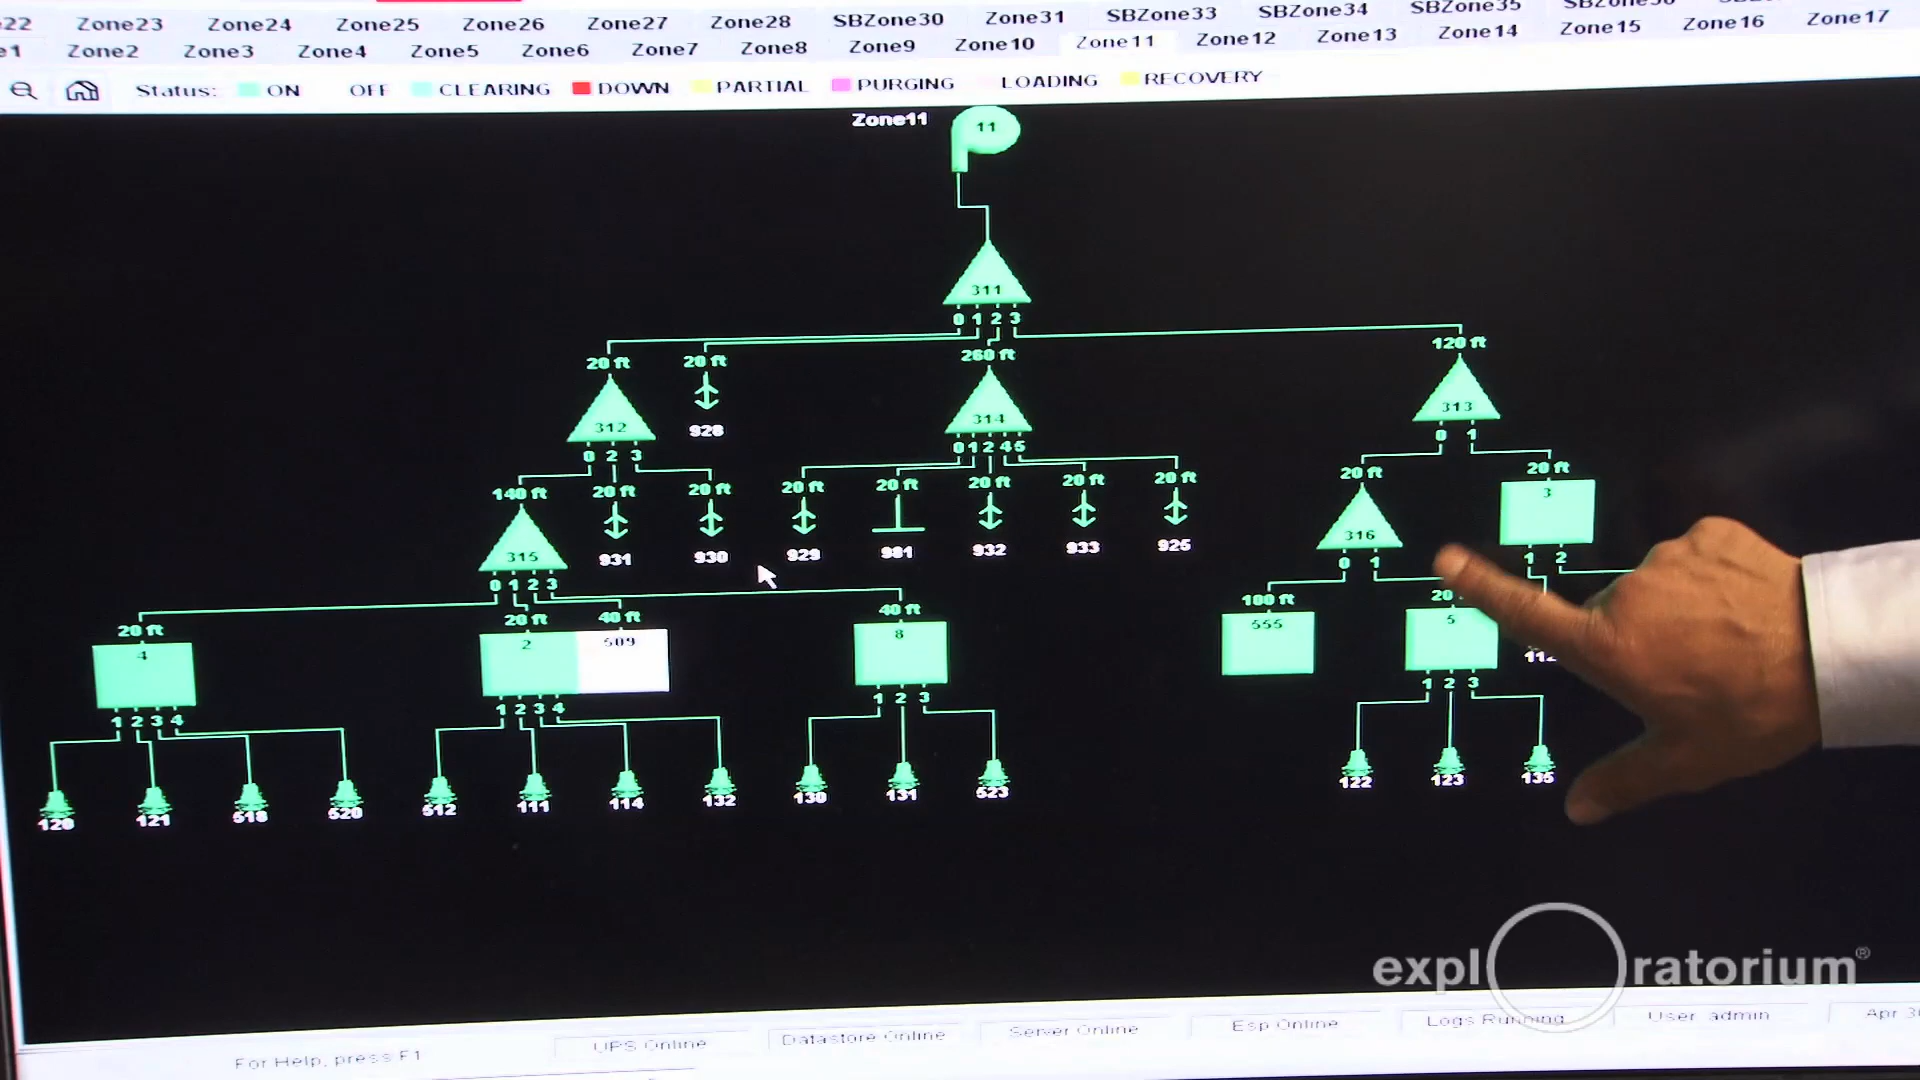 Zone23 Zone24 Zone25 Zone26 Zone27 Zone28 SBZone30 Zone31 SBZone33 SBZone34 SBZone35
Zone2 Zone3 Zone4 Zone5 Zone6 Zone7 Zone8 Zone9 Zone10 Zone11 Zone12 Zone13 Zone14 Zone15 Zone16 Zone17
Status: ON OFF CLEARING DOWN PARTIAL PURGING LOADING RECOVERY
Zone11 11
311
0 1 2 3
20 ft 20 ft 260 ft 120 ft
312 928 314 313
0 2 3 0 1 2 4 5 0 1
140 ft 20 ft 20 ft 20 ft 20 ft 20 ft 20 ft 20 ft 20 ft 20 ft
3
315 931 930 929 981 932 933 925 316
0 1 2 3 0 1 1 2
20 ft 20 ft 40 ft 40 ft 100 ft 20
4 2 509 8 555 5
1 2 3 4 1 2 3 4 1 2 3 1 2 3
120 121 518 520 512 111 114 132 130 131 523 122 123 135
exploratorium®
For Help, press F1 UPS Online Datastore Online Server Online Esp Online Logs Running User admin Apr